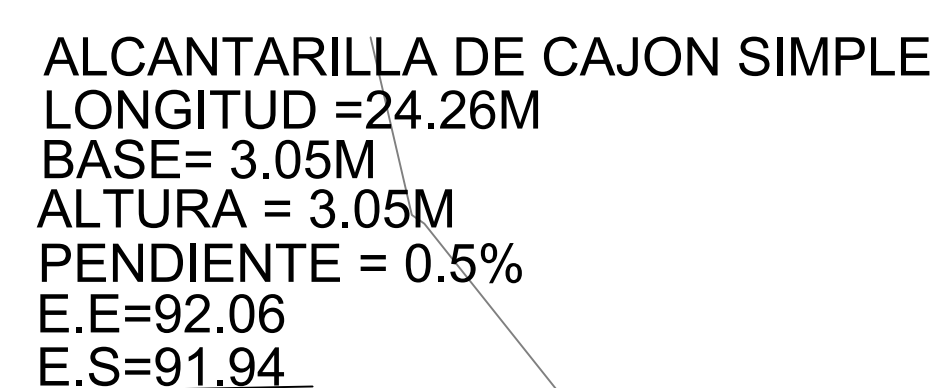 ALCANTARILLA DE CAJON SIMPLE
LONGITUD =24.26M
BASE= 3.05M
ALTURA = 3.05M
PENDIENTE = 0.5%
E.E=92.06
E.S=91.94